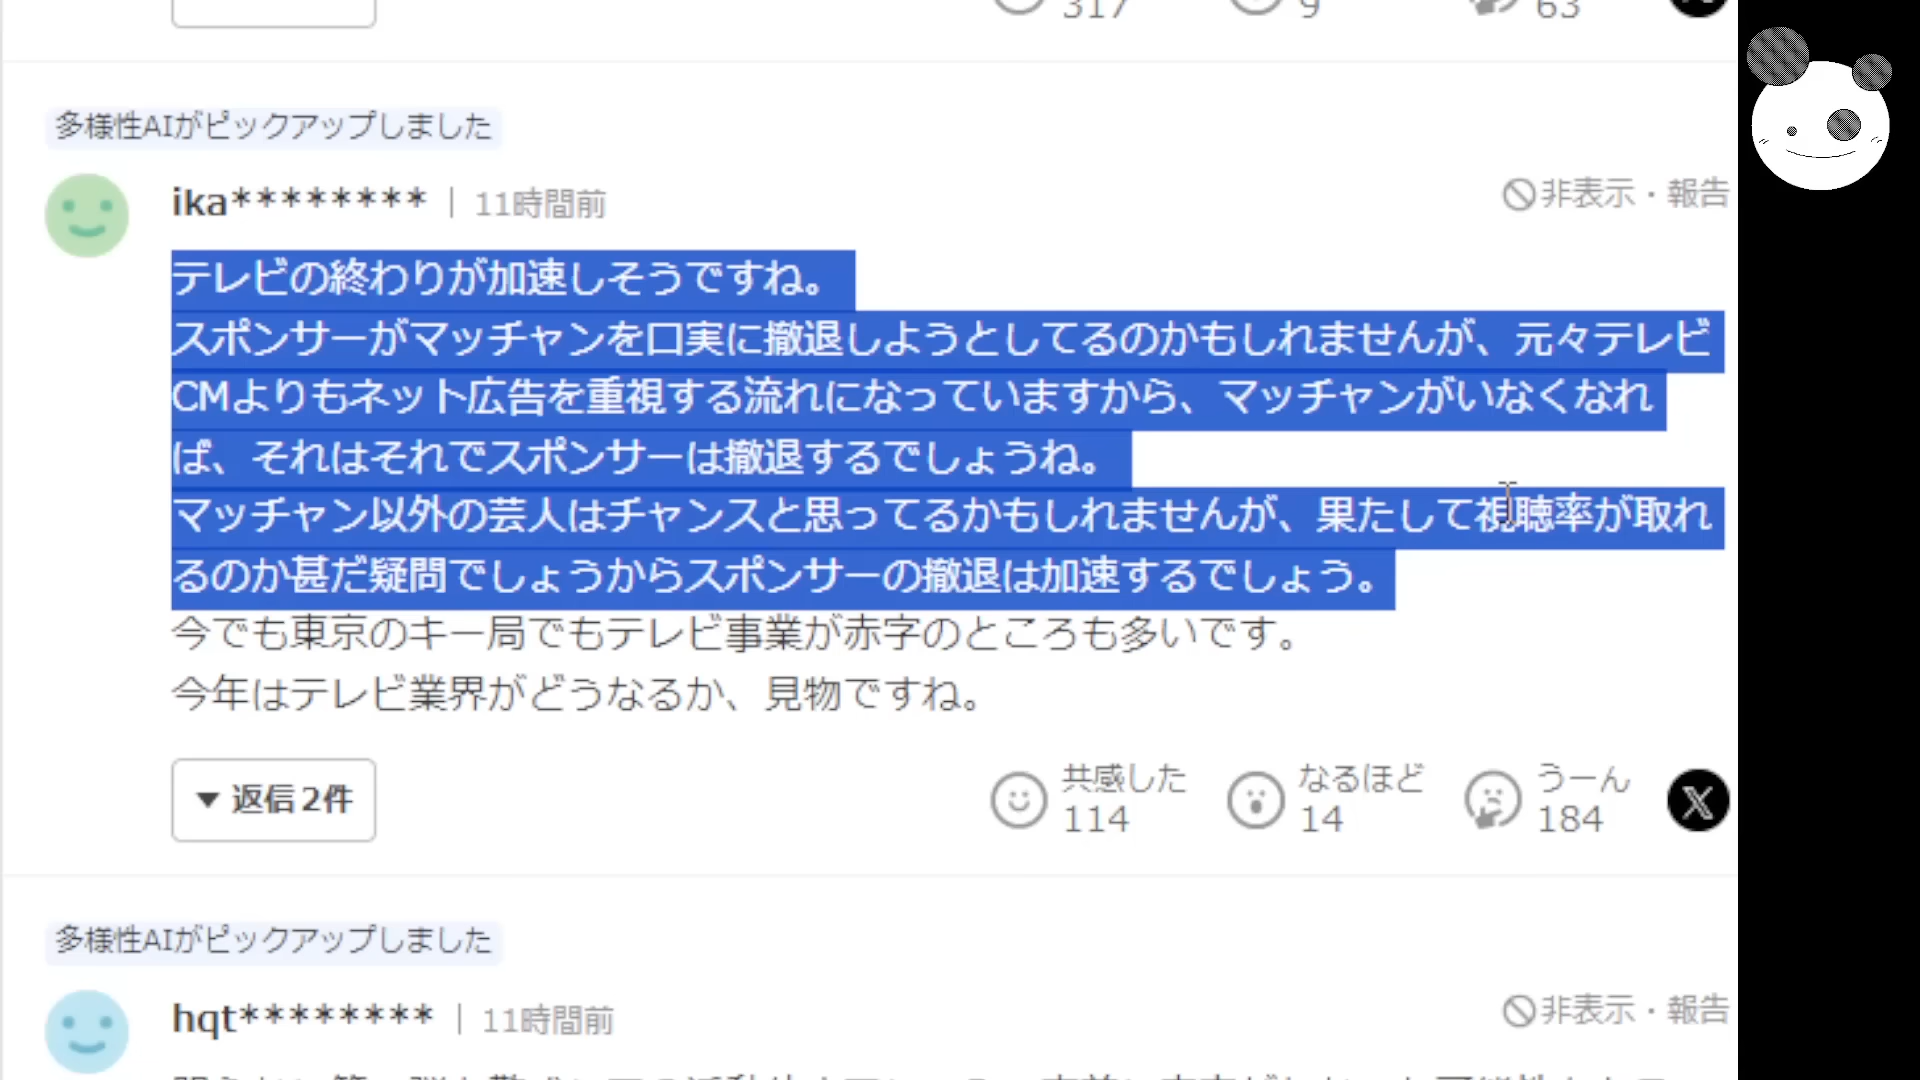 317
9
63
多様性AIがピックアップしました
ika********
11時間前
非表示・報告
テレビの終わりが加速しそうですね。
スポンサーがマッチャンを口実に撤退しようとしてるのかもしれませんが、元々テレビ
CMよりもネット広告を重視する流れになっていますから、マッチャンがいなくなれ
ば、それはそれでスポンサーは撤退するでしょうね。
マッチャン以外の芸人はチャンスと思ってるかもしれませんが、果たして視聴率が取れ
るのか甚だ疑問でしょうからスポンサーの撤退は加速するでしょう。
今でも東京のキー局でもテレビ事業が赤字のところも多いです。
今年はテレビ業界がどうなるか、見物ですね。
返信2件
共感した
114
なるほど
14
うーん
184
多様性AIがピックアップしました
hqt********
11時間前
非表示・報告